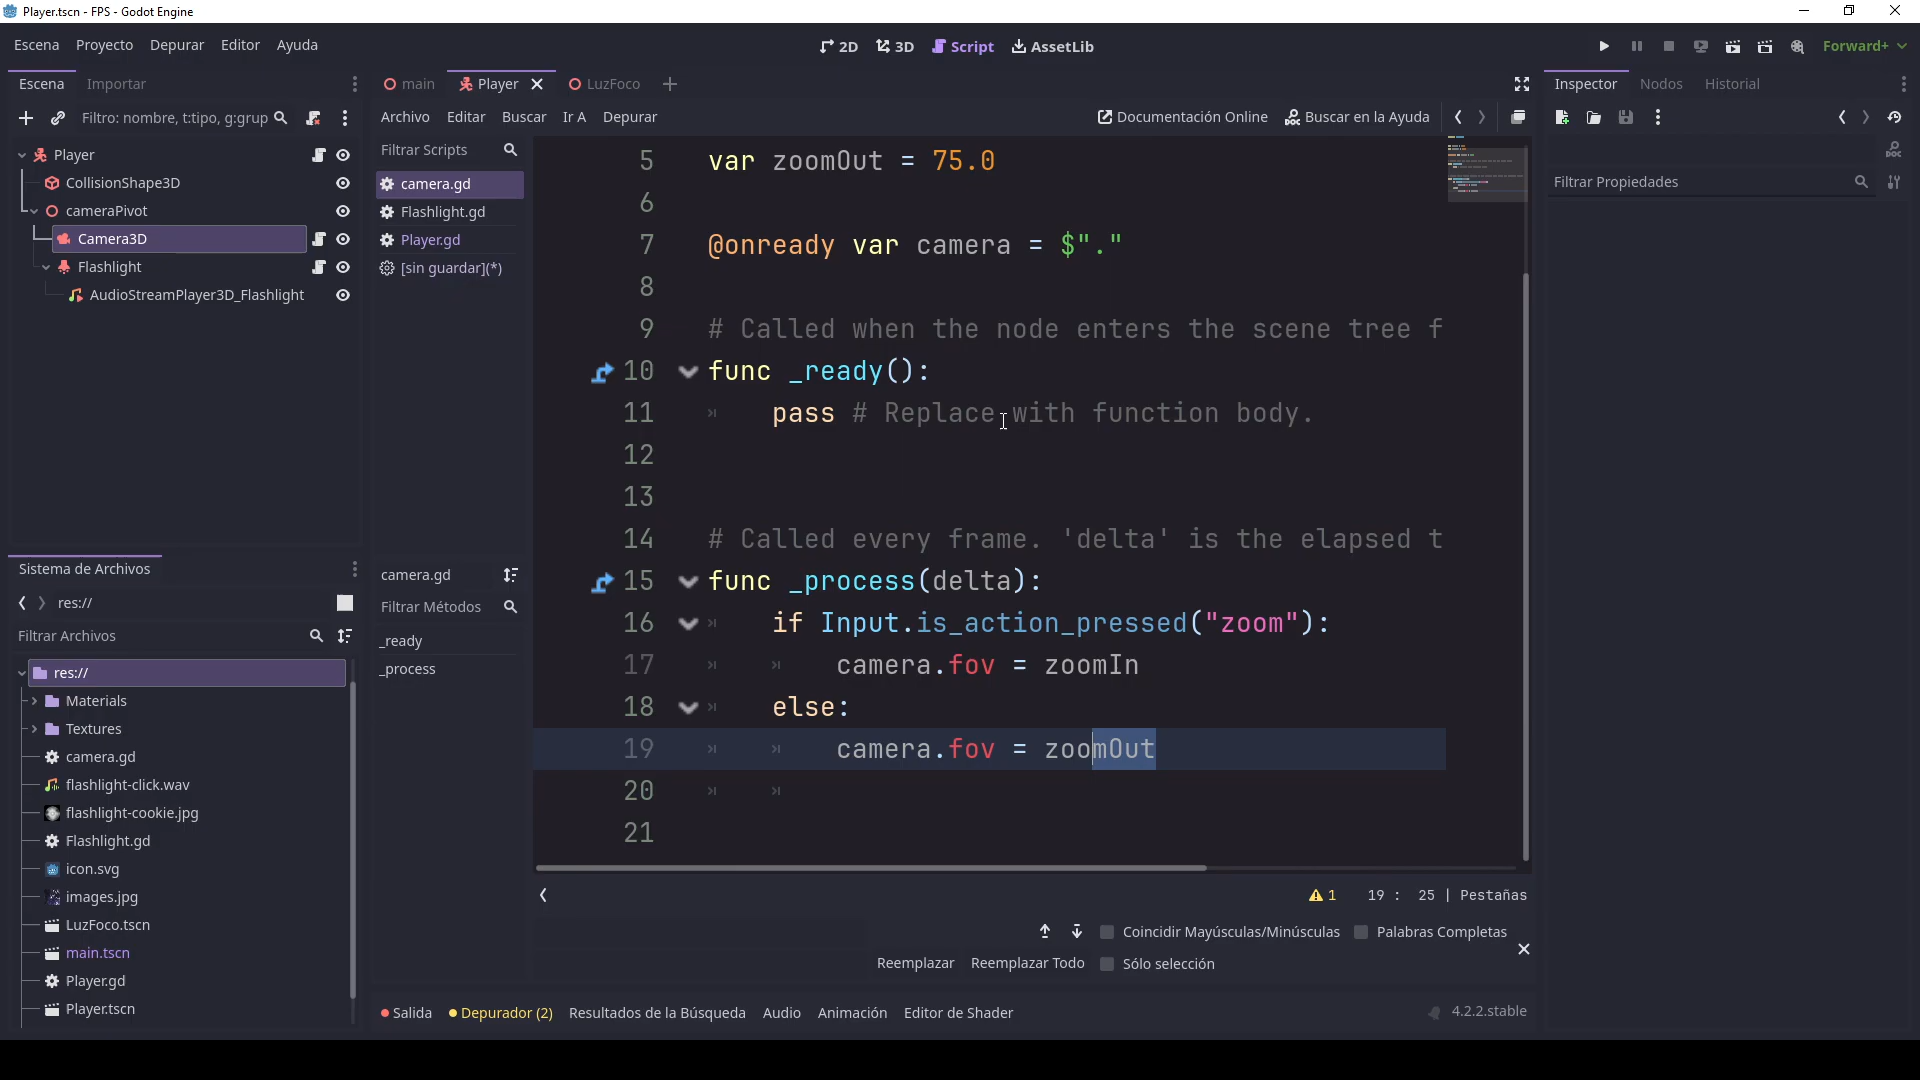 Player.tscn - FPS - Godot Engine
Escena Proyecto Depurar Editor Ayuda
2D 3D Script AssetLib
Forward+
Escena Importar
main Player LuzFoco
Inspector Nodos Historial
Filtro: nombre, t:tipo, g:grup
Archivo Editar Buscar Ir A Depurar
Documentación Online Buscar en la Ayuda
Filtrar Propiedades
Player
CollisionShape3D
cameraPivot
Camera3D
Flashlight
AudioStreamPlayer3D_Flashlight
Filtrar Scripts
camera.gd
Flashlight.gd
Player.gd
[sin guardar](*)
camera.gd
Filtrar Métodos
_ready
_process
5 var zoomOut = 75.0
6
7 @onready var camera = $"."
8
9 # Called when the node enters the scene tree f
10 func _ready():
11 pass # Replace with function body.
12
13
14 # Called every frame. 'delta' is the elapsed t
15 func _process(delta):
16 if Input.is_action_pressed("zoom"):
17 camera.fov = zoomIn
18 else:
19 camera.fov = zoomOut
20
21
1 19 : 25 | Pestañas
Coincidir Mayúsculas/Minúsculas Palabras Completas
Reemplazar Reemplazar Todo Sólo selección
Sistema de Archivos
res://
Filtrar Archivos
res://
Materials
Textures
camera.gd
flashlight-click.wav
flashlight-cookie.jpg
Flashlight.gd
icon.svg
images.jpg
LuzFoco.tscn
main.tscn
Player.gd
Player.tscn
Salida Depurador (2) Resultados de la Búsqueda Audio Animación Editor de Shader
4.2.2.stable